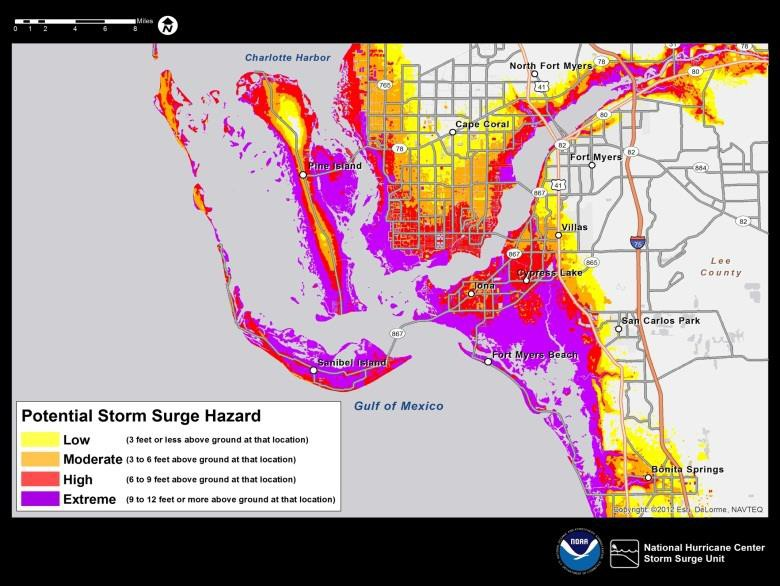 Miles
0 1 2 4 6 8
N
Charlotte Harbor
North Fort Myers
78
78
80
41
765
Cape Coral
80
82
78
Fort Myers
82
884
Pine Island
867
41
82
Villas
75
Lee
County
867
865
Cypress Lake
Iona
San Carlos Park
867
Fort Myers Beach
Sanibel Island
Gulf of Mexico
Potential Storm Surge Hazard
Low (3 feet or less above ground at that location)
Moderate (3 to 6 feet above ground at that location)
High (6 to 9 feet above ground at that location)
Extreme (9 to 12 feet or more above ground at that location)
Bonita Springs
Copyright: ©2012 Esri, DeLorme, NAVTEQ
NOAA
National Hurricane Center
Storm Surge Unit